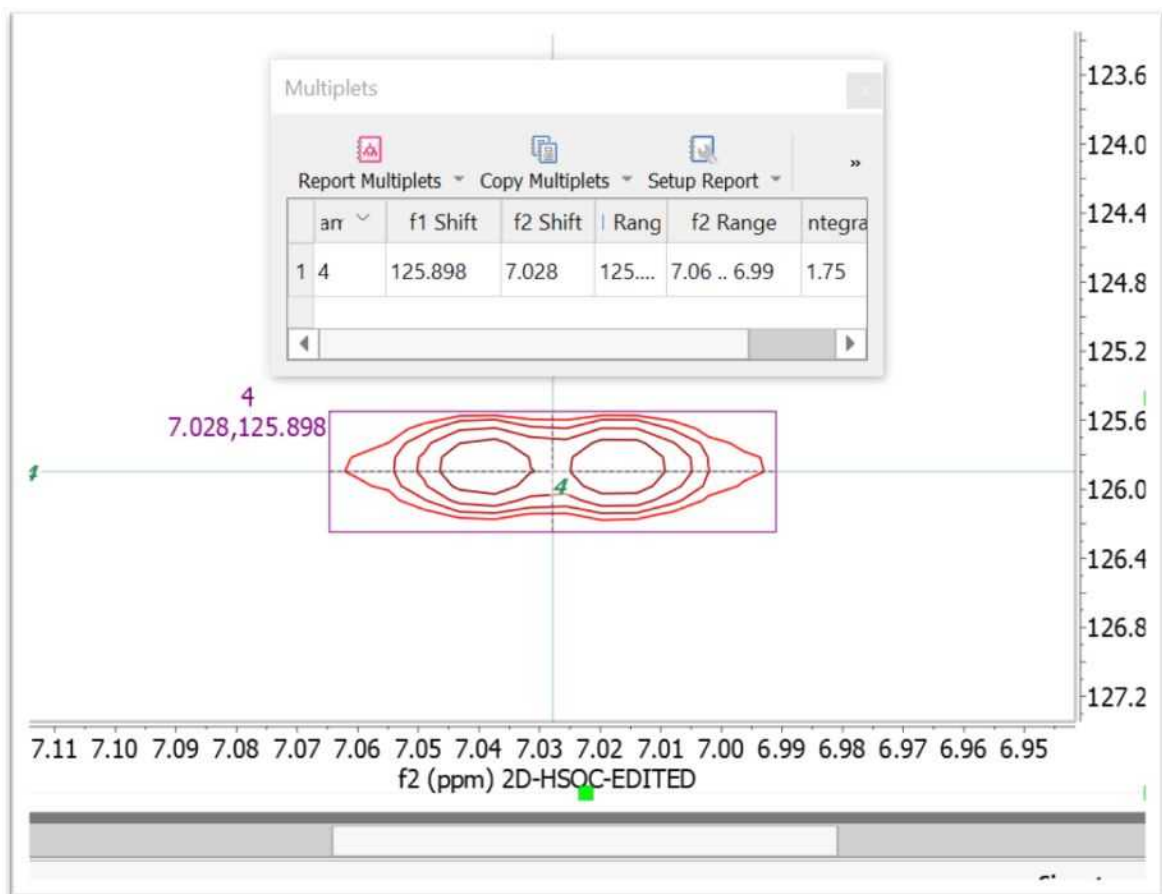 Multiplets
Report Multiplets Copy Multiplets Setup Report »
an f1 Shift f2 Shift Rang f2 Range ntegra
1 4 125.898 7.028 125.... 7.06 .. 6.99 1.75
4
7.028,125.898
4
4
123.6
124.0
124.4
124.8
125.2
125.6
126.0
126.4
126.8
127.2
7.11 7.10 7.09 7.08 7.07 7.06 7.05 7.04 7.03 7.02 7.01 7.00 6.99 6.98 6.97 6.96 6.95
f2 (ppm) 2D-HSQC-EDITED